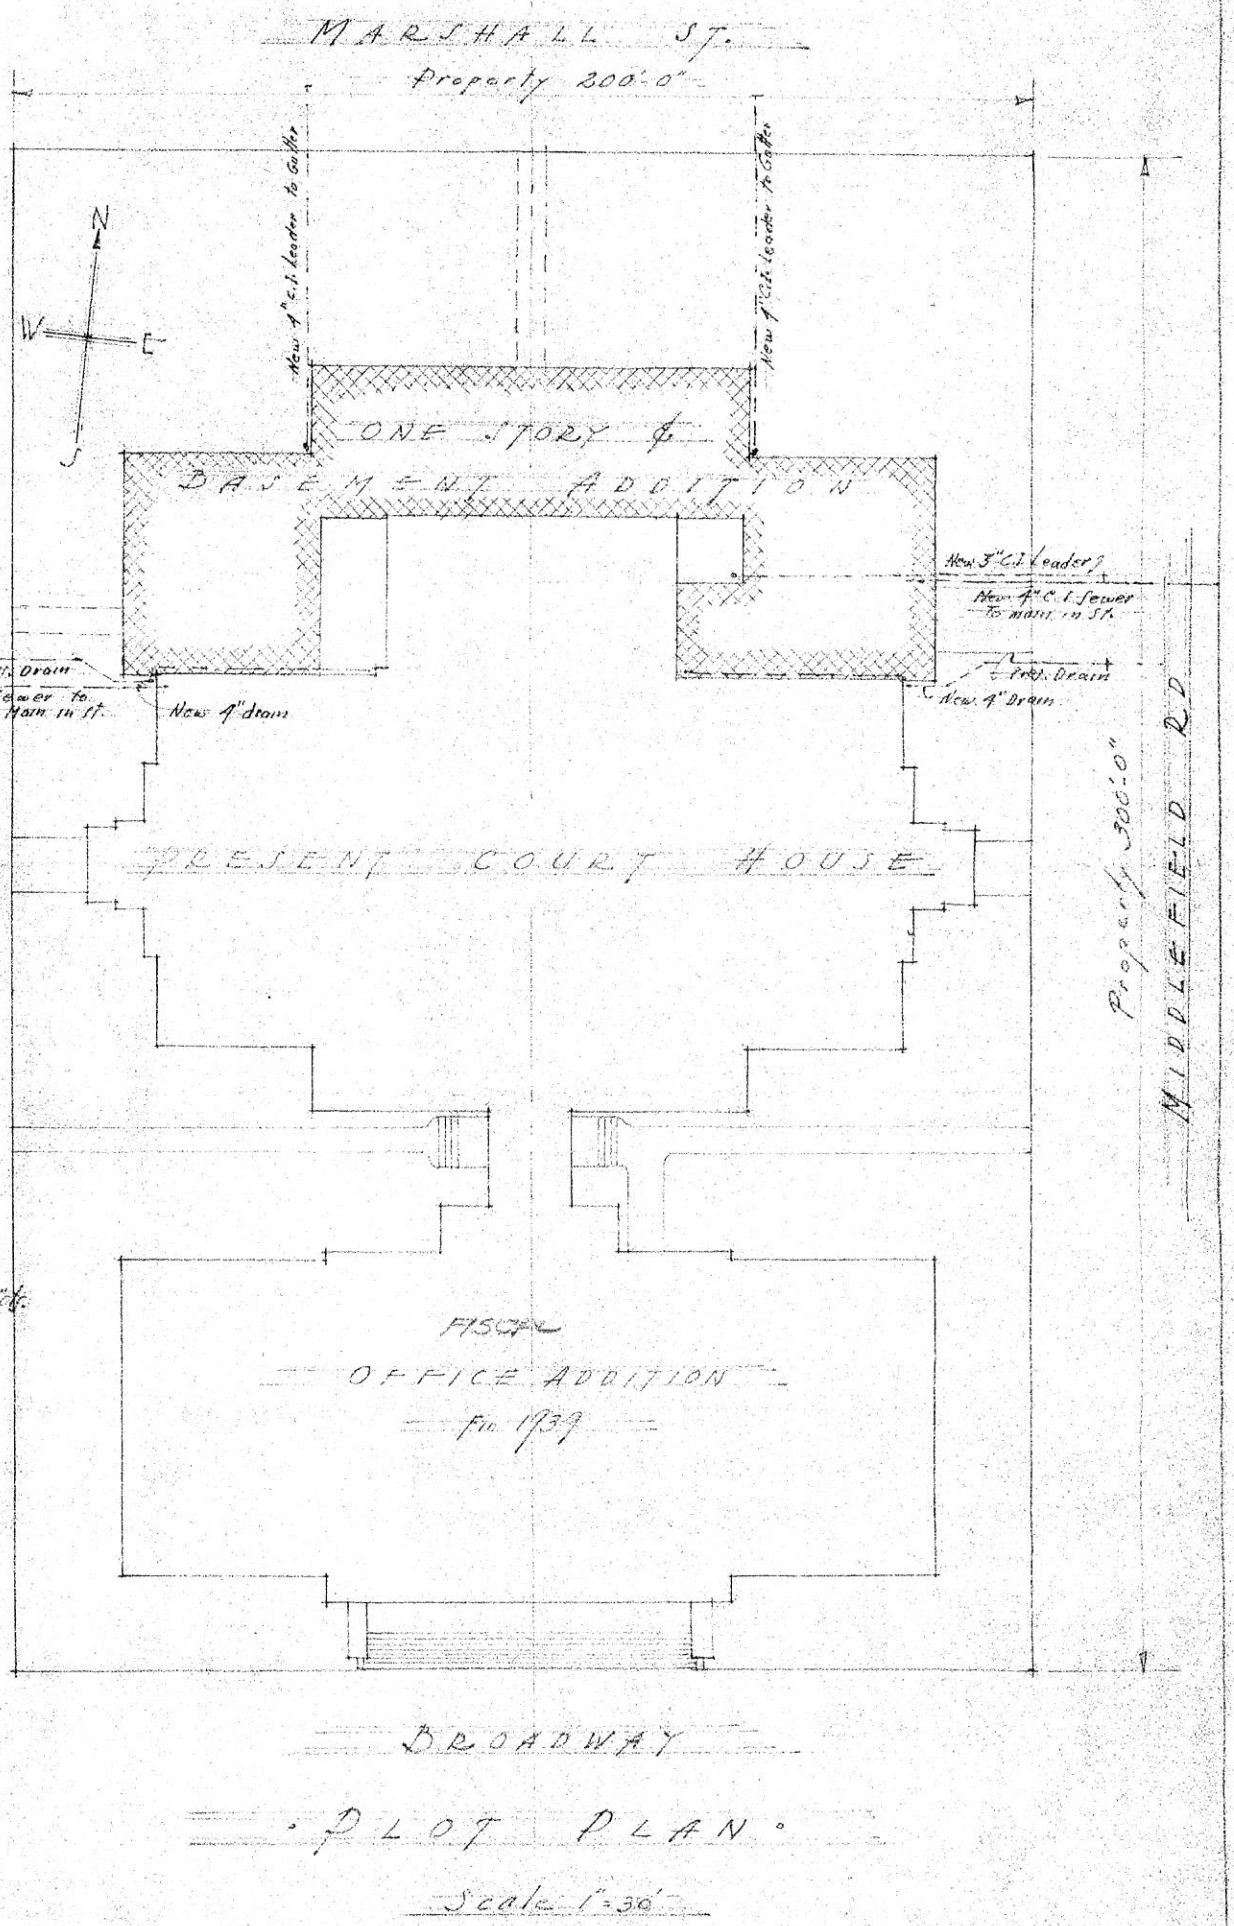 MARSHALL ST.
Property 200'-0"
New 4" C.I. Leader to Gutter
New 4" C.I. Leader to Gutter
N
W E
S
ONE STORY &
BASEMENT ADDITION
New 3" C.I. Leader
New 4" C.I. Sewer
to main in St.
Drain
to
Main in St.
New 4" drain
Pres. Drain
New 4" Drain
PRESENT COURT HOUSE
Property 300'-0"
MIDDLEFIELD RD
FISCAL
OFFICE ADDITION
1939
BROADWAY
PLOT PLAN
Scale 1"=30'